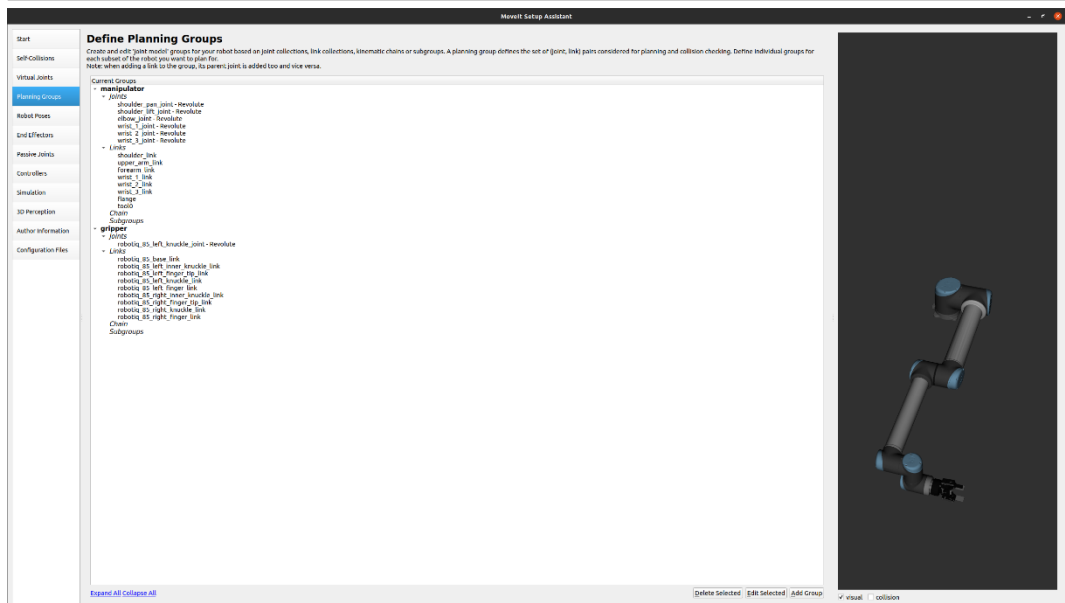 MoveIt Setup Assistant
Start
Self-Collisions
Virtual Joints
Planning Groups
Robot Poses
End Effectors
Passive Joints
Controllers
Simulation
3D Perception
Author Information
Configuration Files
Define Planning Groups
Create and edit 'joint model' groups for your robot based on joint collections, link collections, kinematic chains or subgroups. A planning group defines the set of (joint, link) pairs considered for planning and collision checking. Define individual groups for
each subset of the robot you want to plan for.
Note: when adding a link to the group, its parent joint is added too and vice versa.
Current Groups
manipulator
Joints
shoulder_pan_joint - Revolute
shoulder_lift_joint - Revolute
elbow_joint - Revolute
wrist_1_joint - Revolute
wrist_2_joint - Revolute
wrist_3_joint - Revolute
Links
shoulder_link
upper_arm_link
forearm_link
wrist_1_link
wrist_2_link
wrist_3_link
flange
tool0
Chain
Subgroups
gripper
Joints
robotiq_85_left_knuckle_joint - Revolute
Links
robotiq_85_base_link
robotiq_85_left_inner_knuckle_link
robotiq_85_left_finger_tip_link
robotiq_85_left_knuckle_link
robotiq_85_left_finger_link
robotiq_85_right_inner_knuckle_link
robotiq_85_right_finger_tip_link
robotiq_85_right_knuckle_link
robotiq_85_right_finger_link
Chain
Subgroups
Expand All Collapse All
Delete Selected Edit Selected Add Group
visual collision